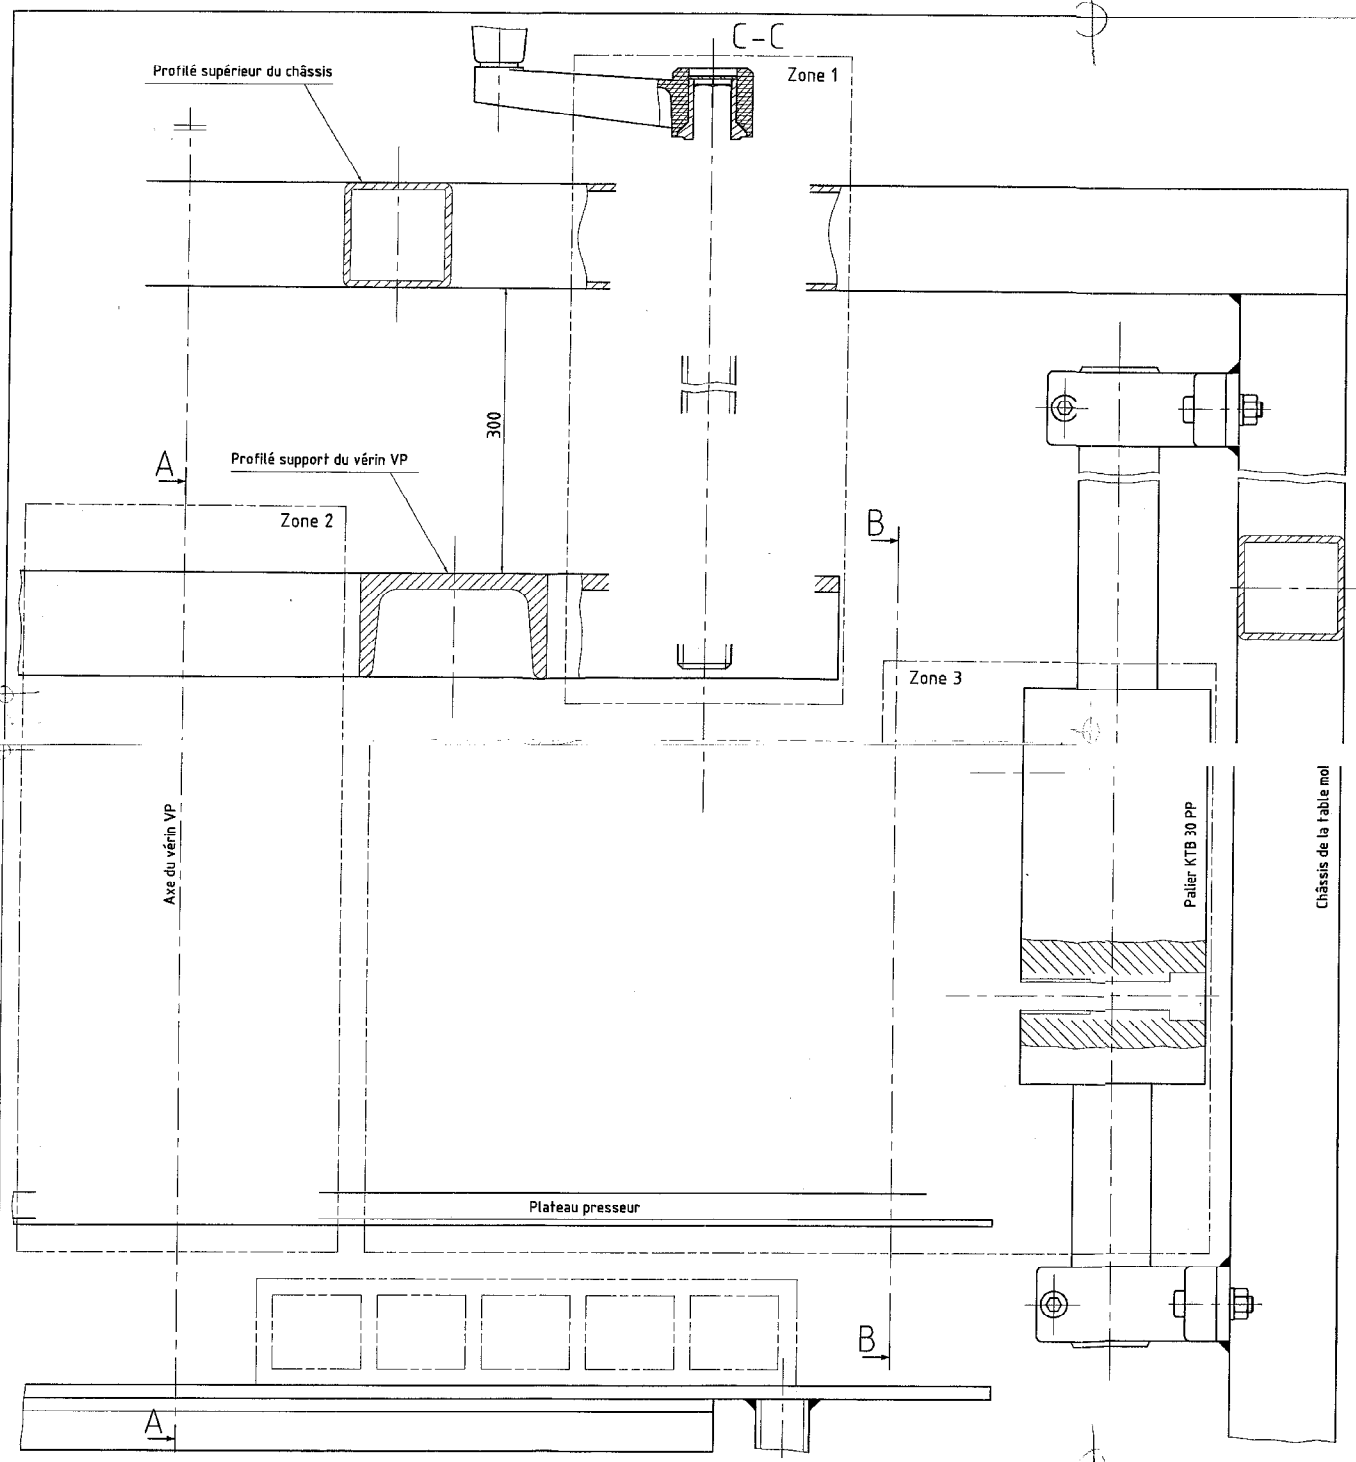 C-C
Zone 1
Profilé supérieur du châssis
300
A
Profilé support du vérin VP
Zone 2
B
Zone 3
Axe du vérin VP
Palier KTB 30 PP
Châssis de la table mol
Plateau presseur
B
A